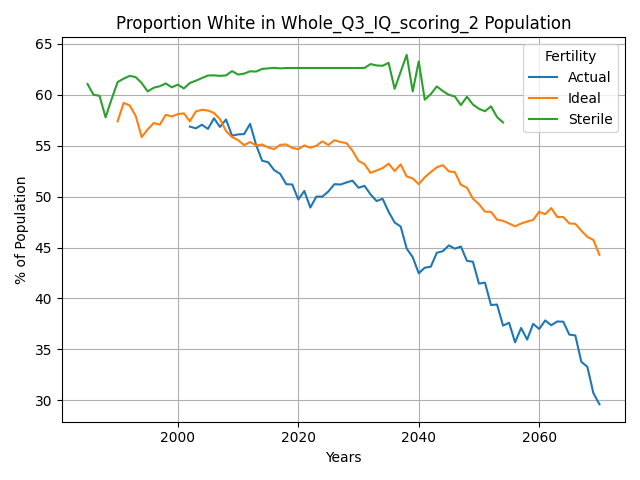 Proportion White in Whole_Q3_IQ_scoring_2 Population
% of Population
65
60
55
50
45
40
35
30
Fertility
Actual
Ideal
Sterile
2000
2020
2040
2060
Years